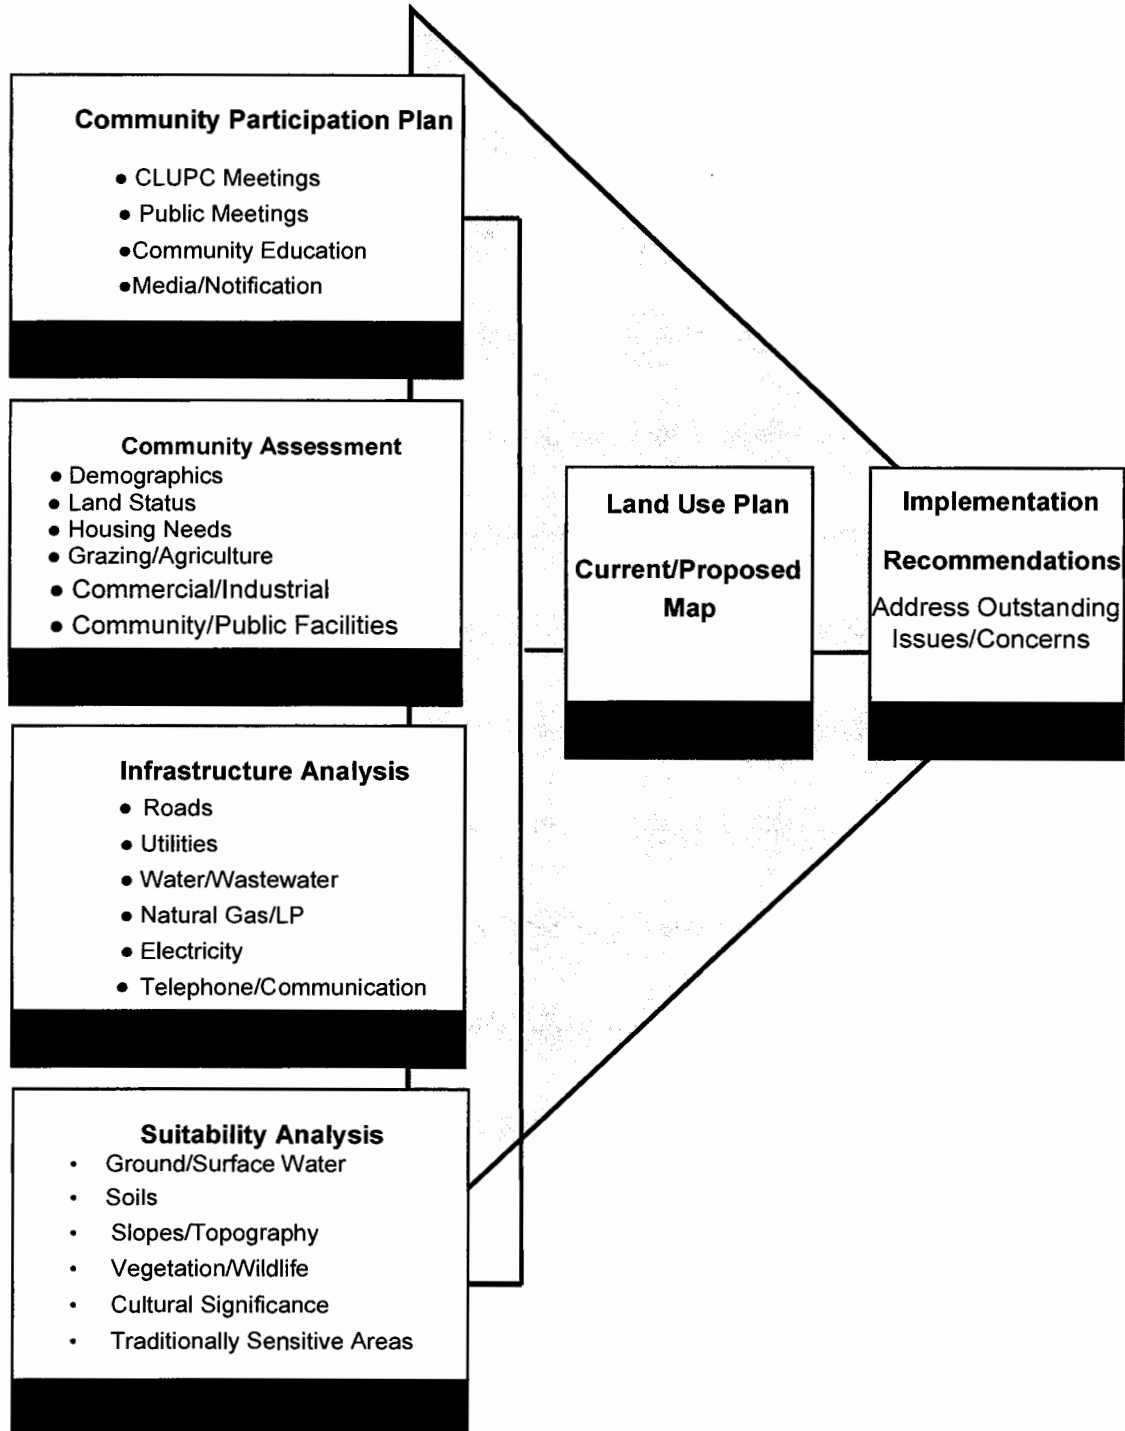 Community Participation Plan
● CLUPC Meetings
● Public Meetings
●Community Education
●Media/Notification
Community Assessment
● Demographics
● Land Status
● Housing Needs
● Grazing/Agriculture
● Commercial/Industrial
● Community/Public Facilities
Infrastructure Analysis
● Roads
● Utilities
● Water/Wastewater
● Natural Gas/LP
● Electricity
● Telephone/Communication
Suitability Analysis
• Ground/Surface Water
• Soils
• Slopes/Topography
• Vegetation/Wildlife
• Cultural Significance
• Traditionally Sensitive Areas
Land Use Plan
Current/Proposed
Map
Implementation
Recommendations
Address Outstanding
Issues/Concerns